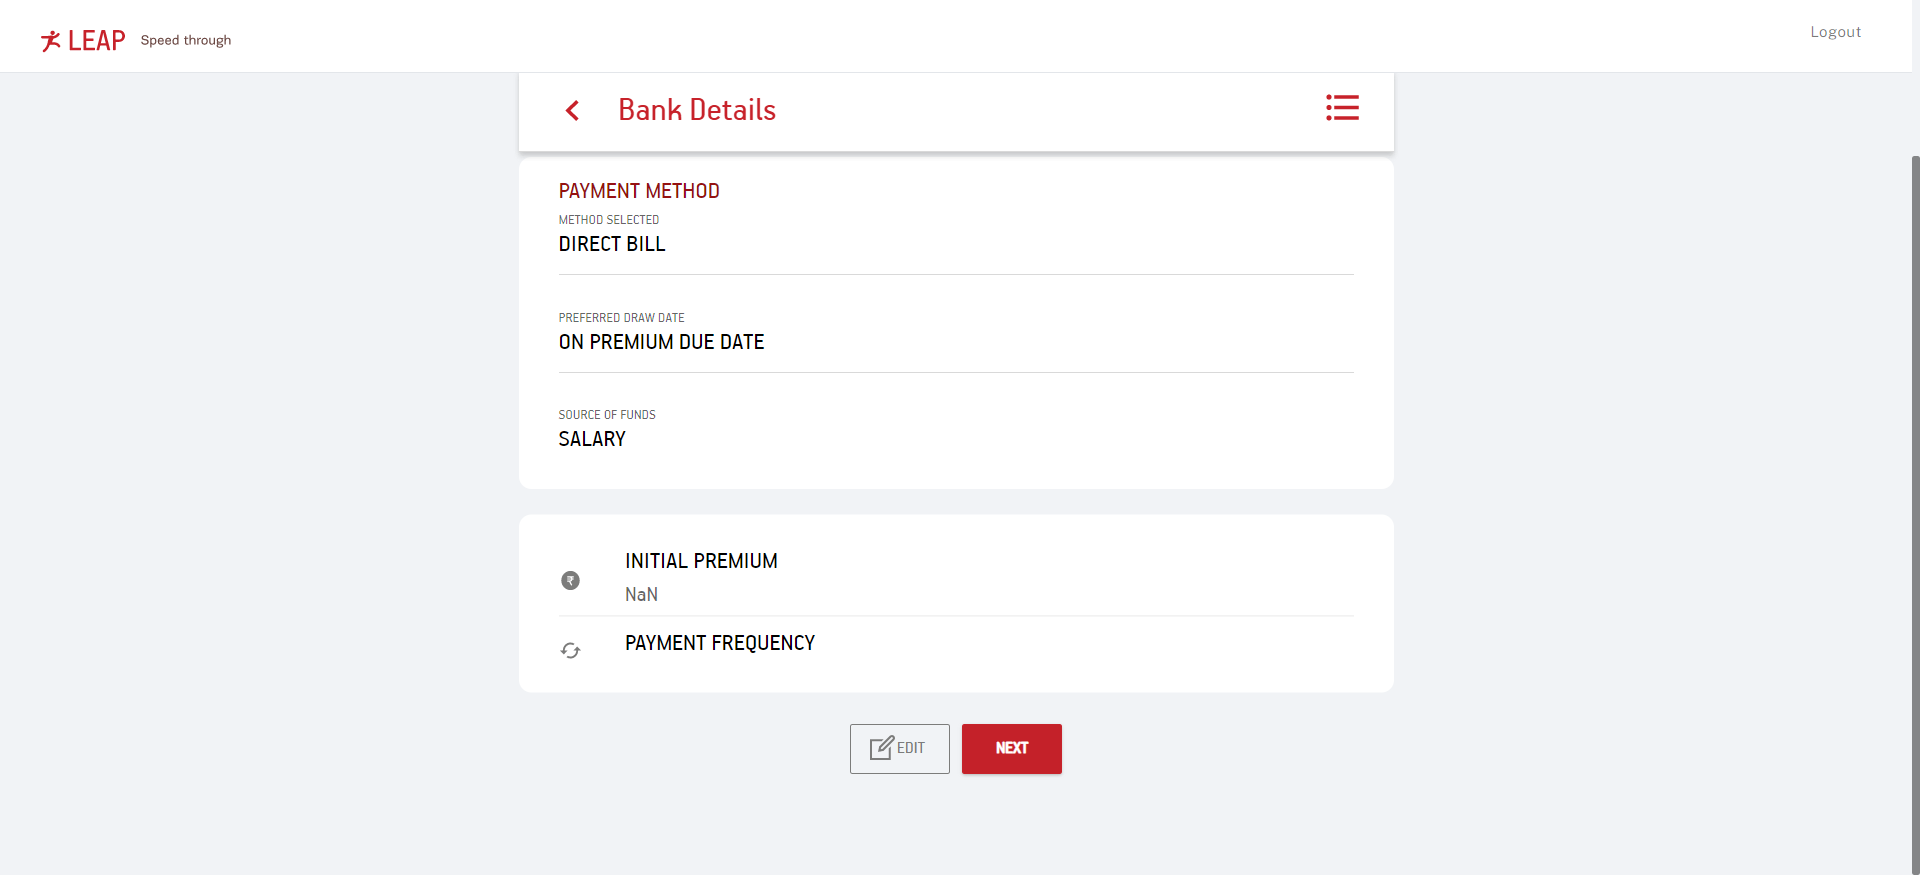 LEAP Speed through
Logout
Bank Details
PAYMENT METHOD
METHOD SELECTED
DIRECT BILL
PREFERRED DRAW DATE
ON PREMIUM DUE DATE
SOURCE OF FUNDS
SALARY
INITIAL PREMIUM
₹
NaN
PAYMENT FREQUENCY
EDIT
NEXT